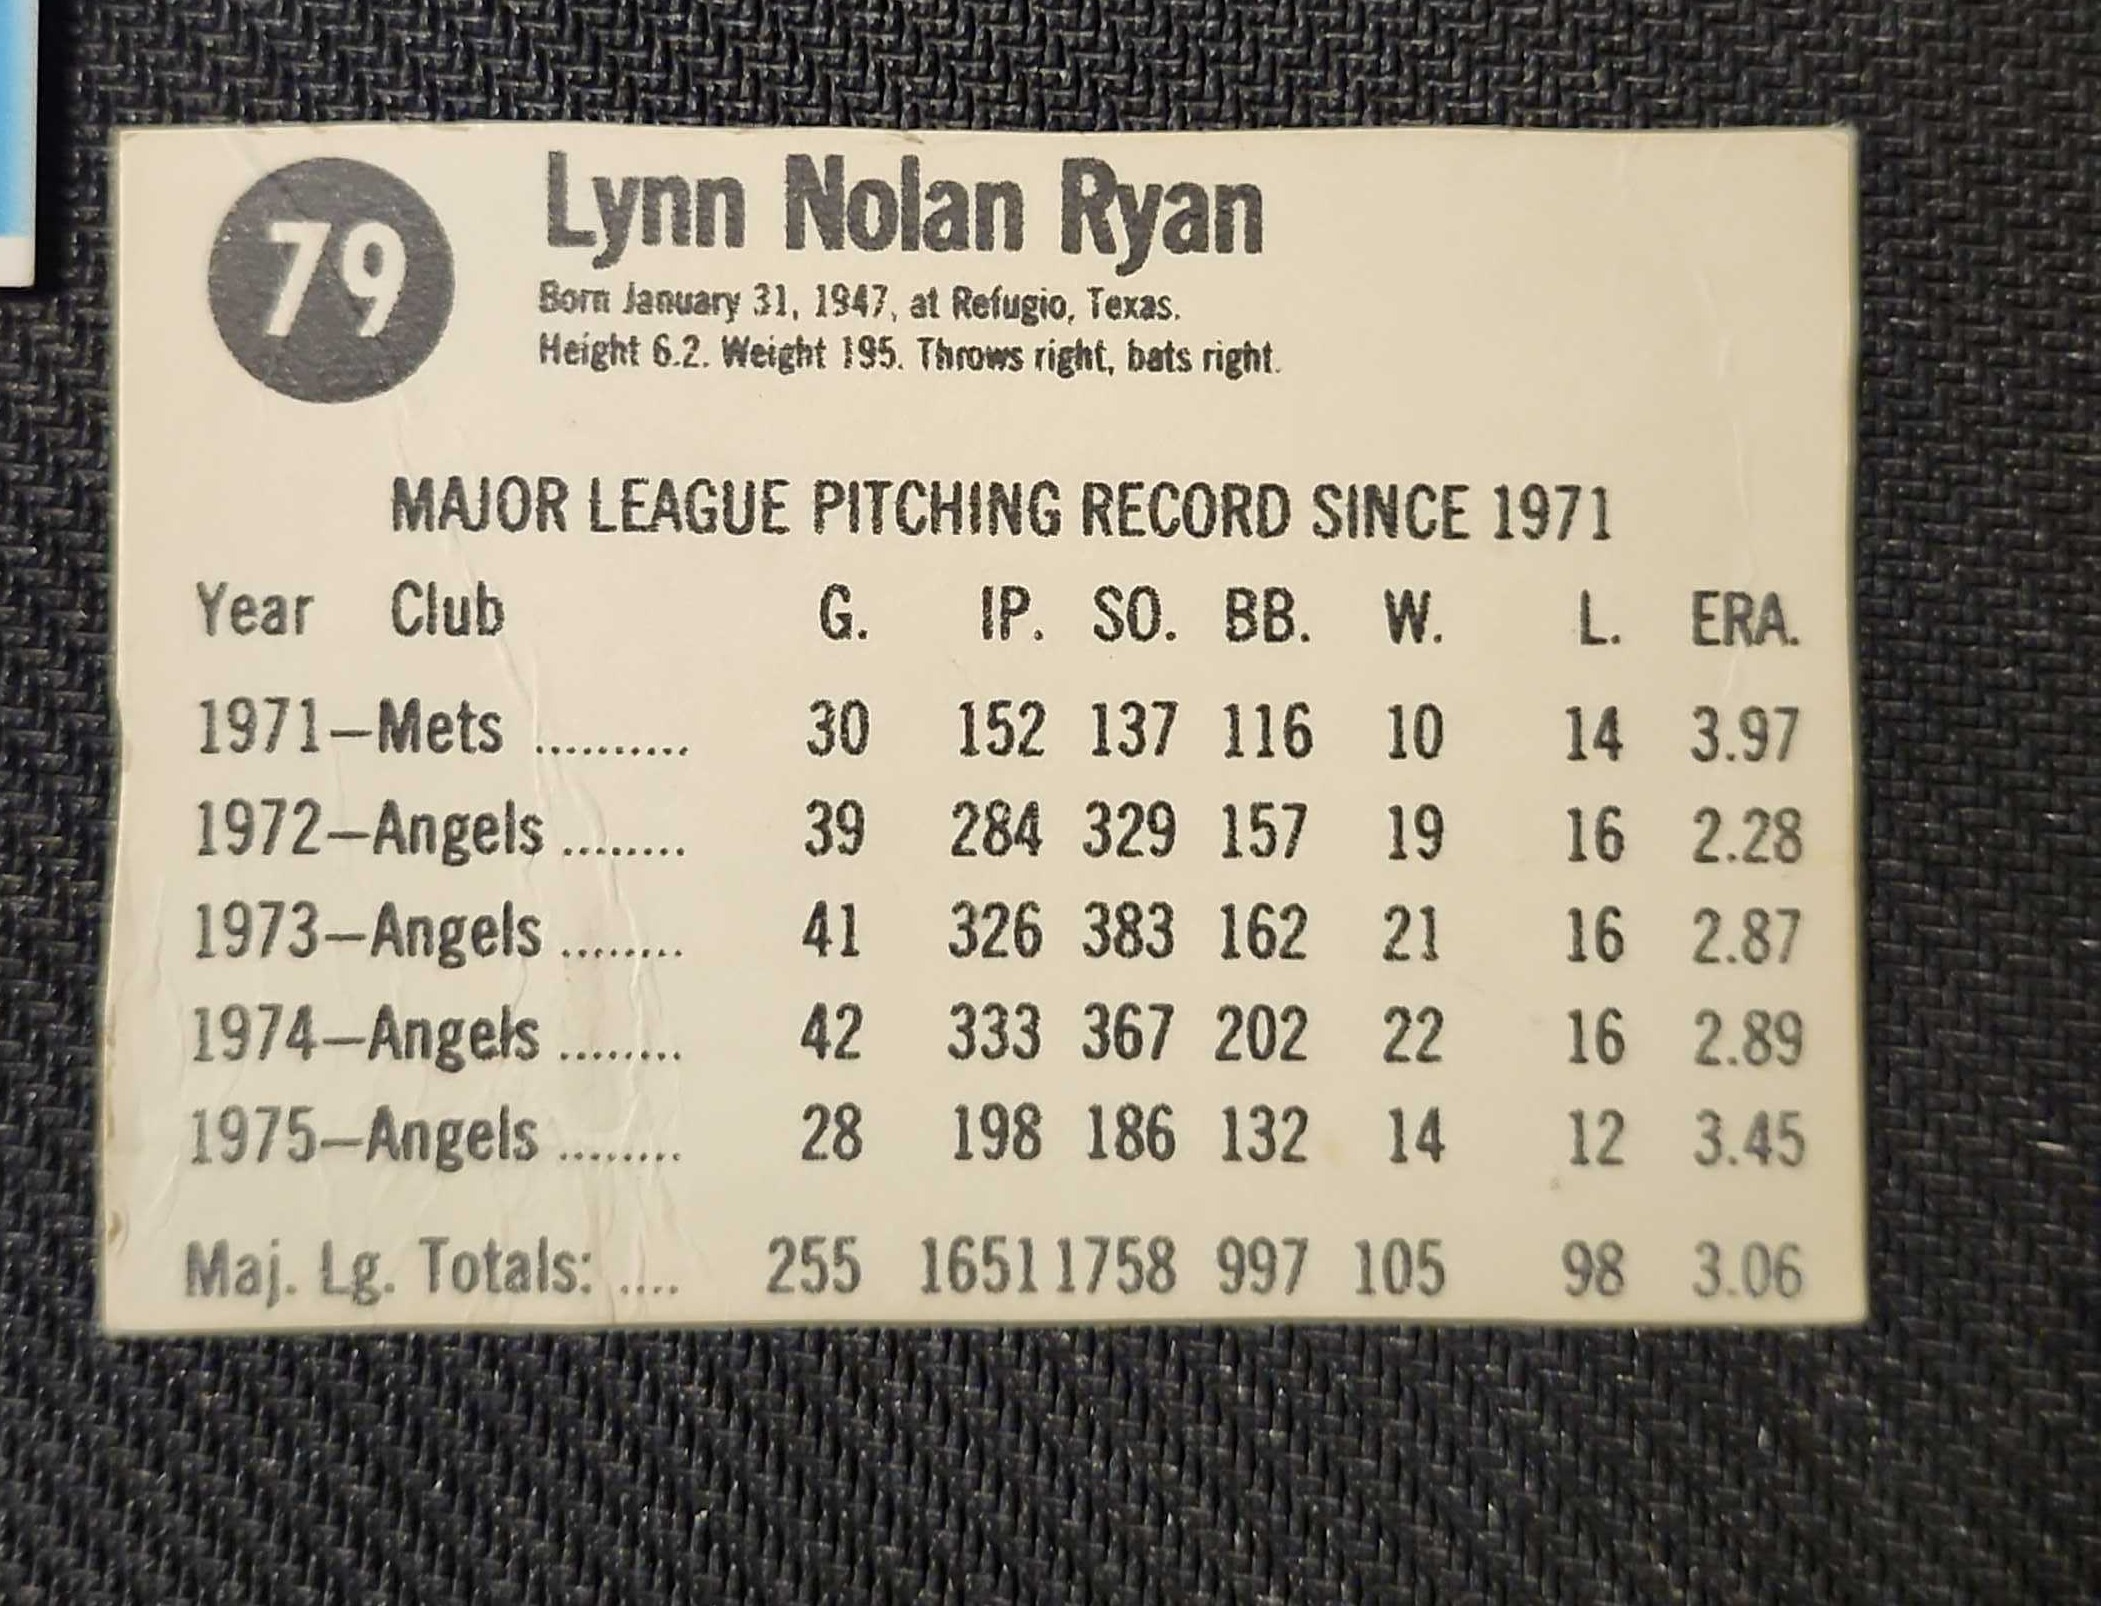 79
Lynn Nolan Ryan
Born January 31, 1947, at Refugio, Texas.
Height 6.2. Weight 195. Throws right, bats right.
MAJOR LEAGUE PITCHING RECORD SINCE 1971
Year Club G. IP. SO. BB. W. L. ERA.
1971—Mets .......... 30 152 137 116 10 14 3.97
1972—Angels ........ 39 284 329 157 19 16 2.28
1973—Angels ........ 41 326 383 162 21 16 2.87
1974—Angels ........ 42 333 367 202 22 16 2.89
1975—Angels ........ 28 198 186 132 14 12 3.45
Maj. Lg. Totals: .... 255 1651 1758 997 105 98 3.06